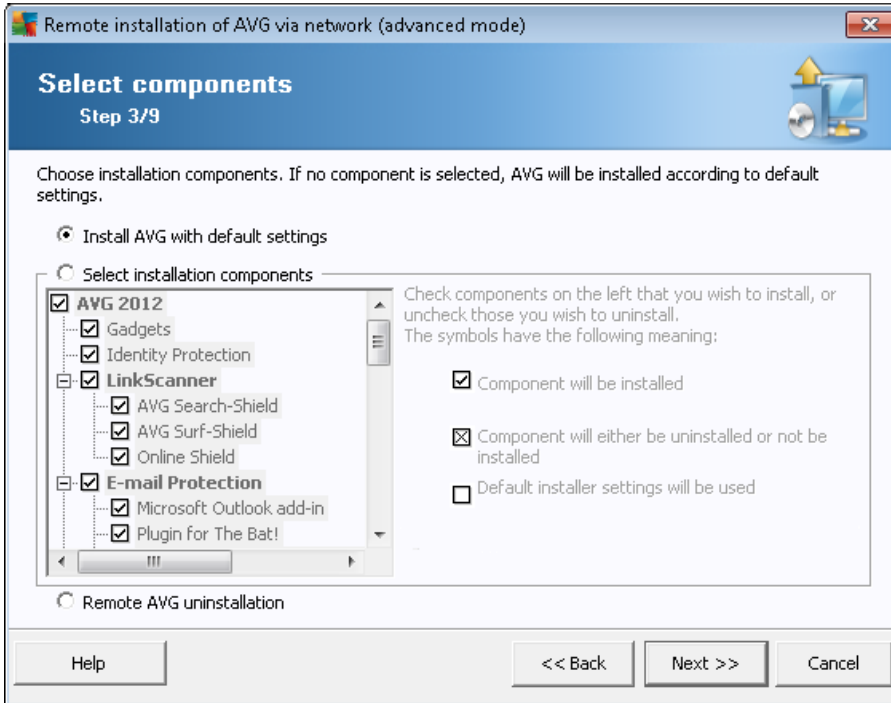 Remote installation of AVG via network (advanced mode)
Select components
Step 3/9
Choose installation components. If no component is selected, AVG will be installed according to default
settings.
Install AVG with default settings
Select installation components
AVG 2012
Gadgets
Identity Protection
LinkScanner
AVG Search-Shield
AVG Surf-Shield
Online Shield
E-mail Protection
Microsoft Outlook add-in
Plugin for The Bat!
Check components on the left that you wish to install, or
uncheck those you wish to uninstall.
The symbols have the following meaning:
Component will be installed
Component will either be uninstalled or not be
installed
Default installer settings will be used
Remote AVG uninstallation
Help
<< Back
Next >>
Cancel